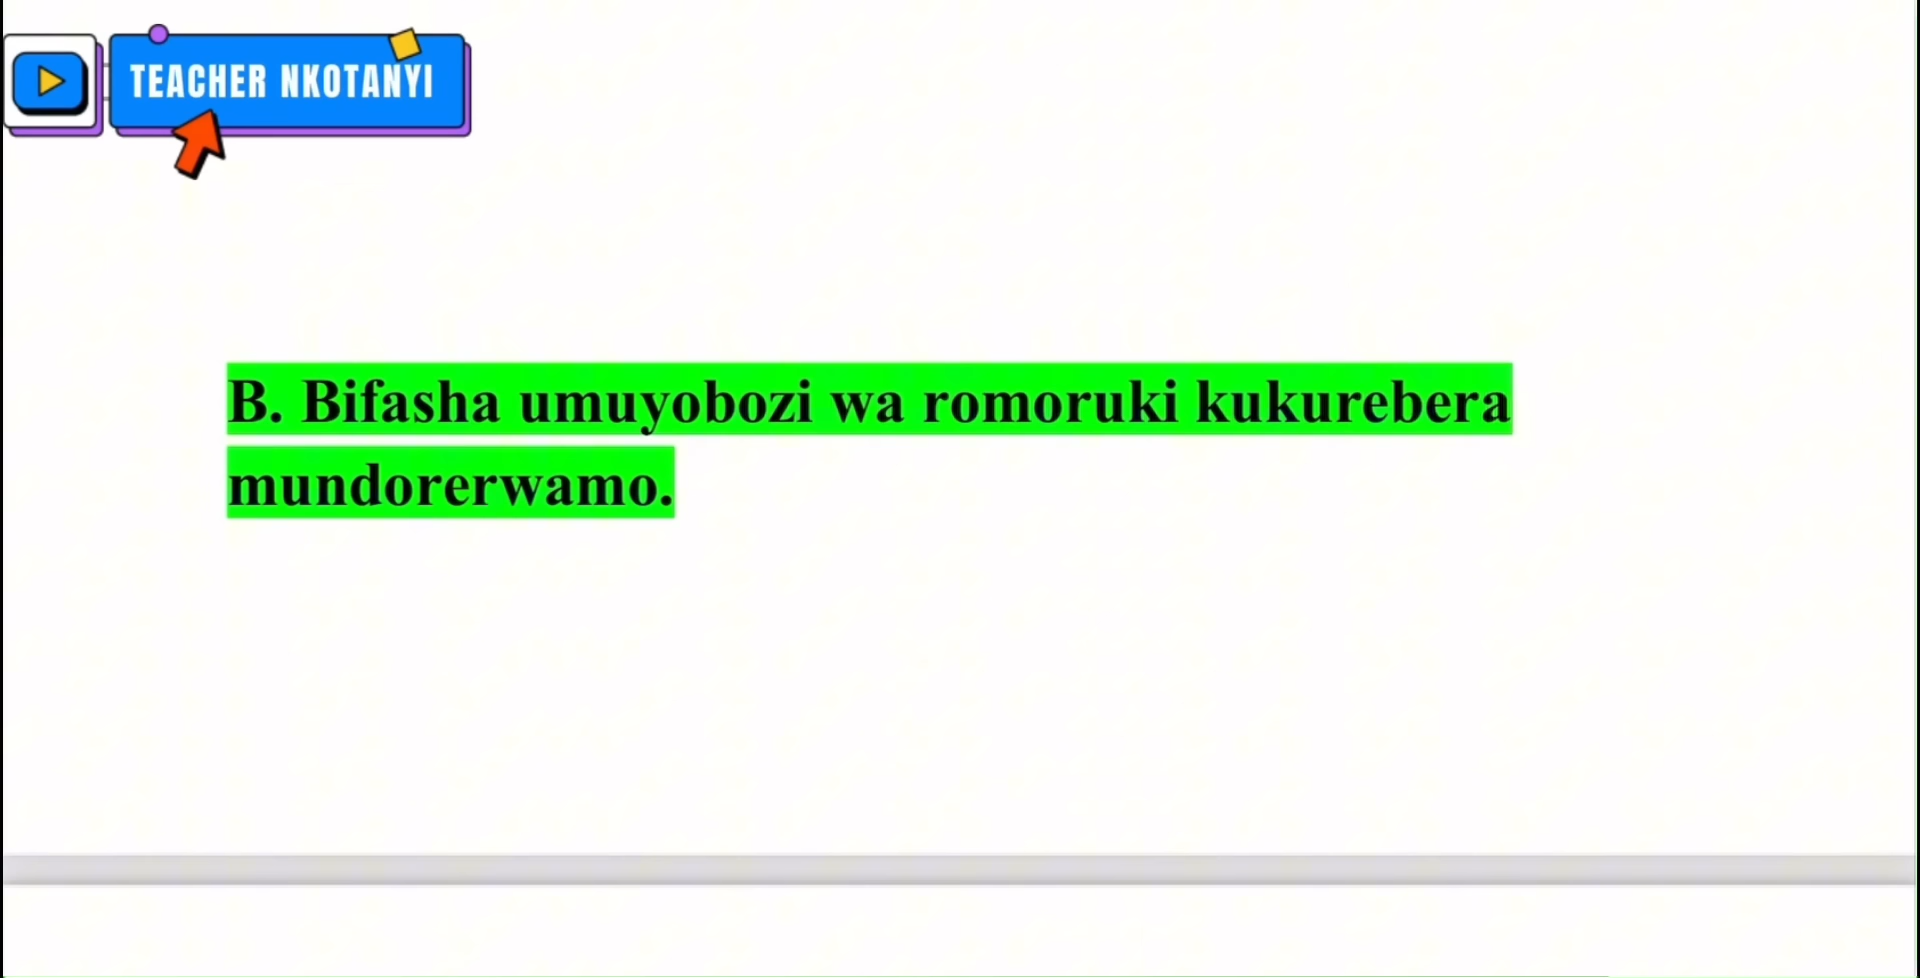 TEACHER NKOTANYI
B. Bifasha umuyobozi wa romoruki kukurebera
mundorerwamo.